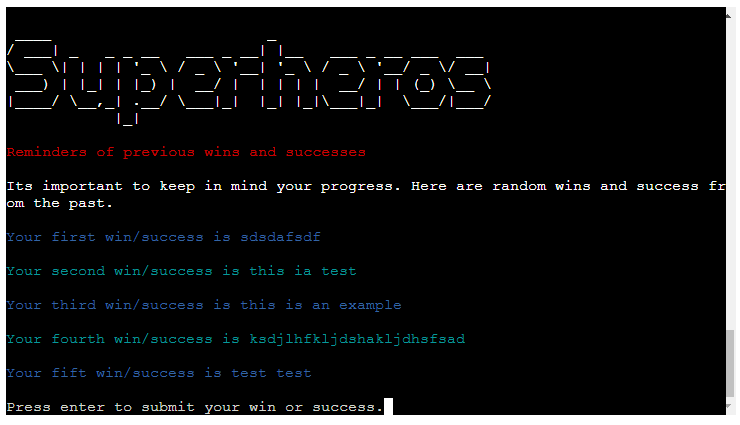 Superheros
Reminders of previous wins and successes
Its important to keep in mind your progress. Here are random wins and success fr
om the past.
Your first win/success is sdsdafsdf
Your second win/success is this ia test
Your third win/success is this is an example
Your fourth win/success is ksdjlhfkljdshakljdhsfsad
Your fift win/success is test test
Press enter to submit your win or success.